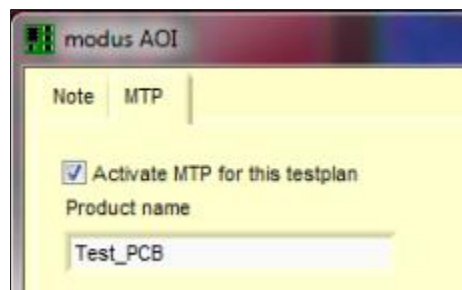 modus AOI
Note MTP
Activate MTP for this testplan
Product name
Test_PCB